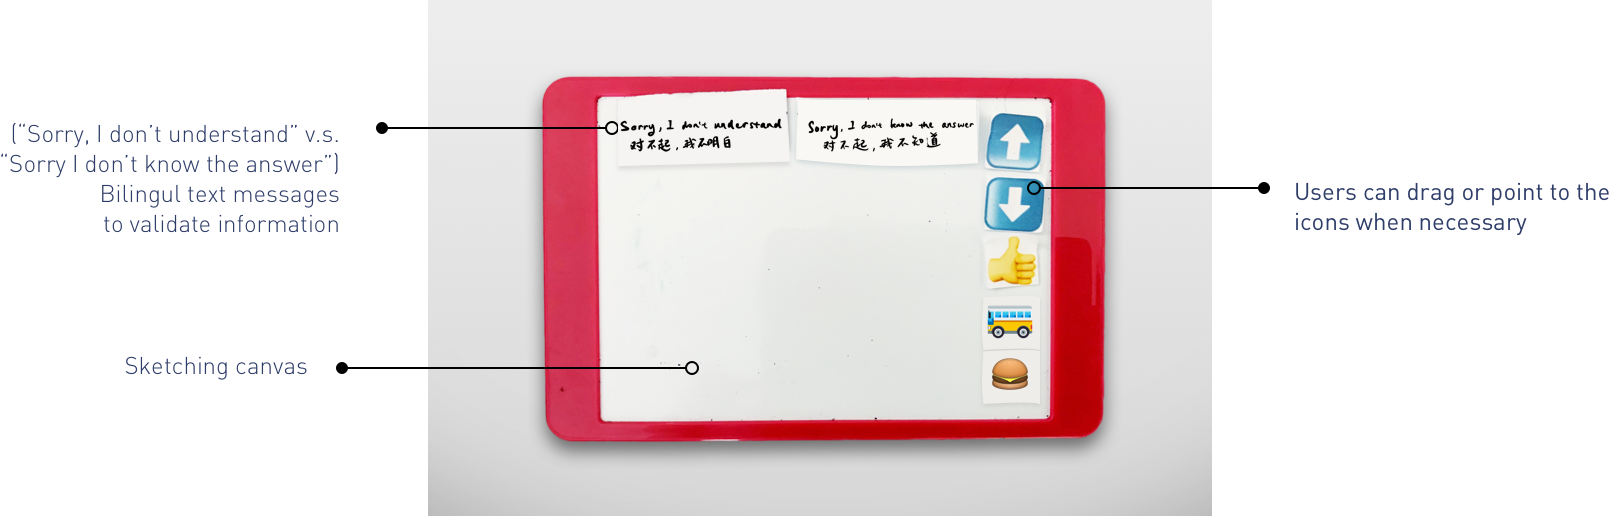 (“Sorry, I don’t understand” v.s.
“Sorry I don’t know the answer”)
Bilingul text messages
to validate information
Sorry, I don't understand
对不起，我不明白
Sorry, I don't know the answer
对不起，我不知道
Users can drag or point to the
icons when necessary
Sketching canvas